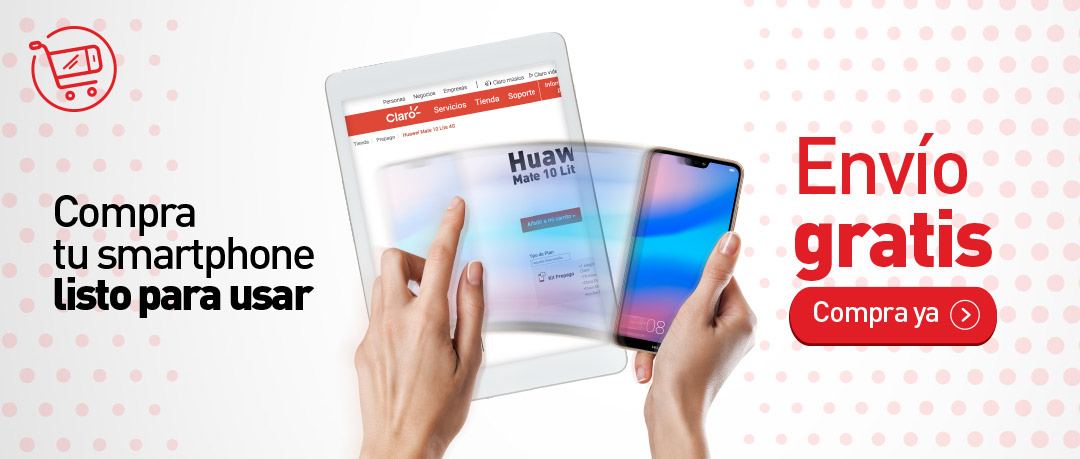 Compra
tu smartphone
listo para usar
Personas Negocios Empresas Claro música Claro vide
Claro Servicios Tienda Soporte
Tienda Prepago Huawei Mate 10 Lite 4G
Huaw
Mate 10 Lit
Añadir a mi carrito
Tipo de Plan
Kit Prepago
08
Envío
gratis
Compra ya